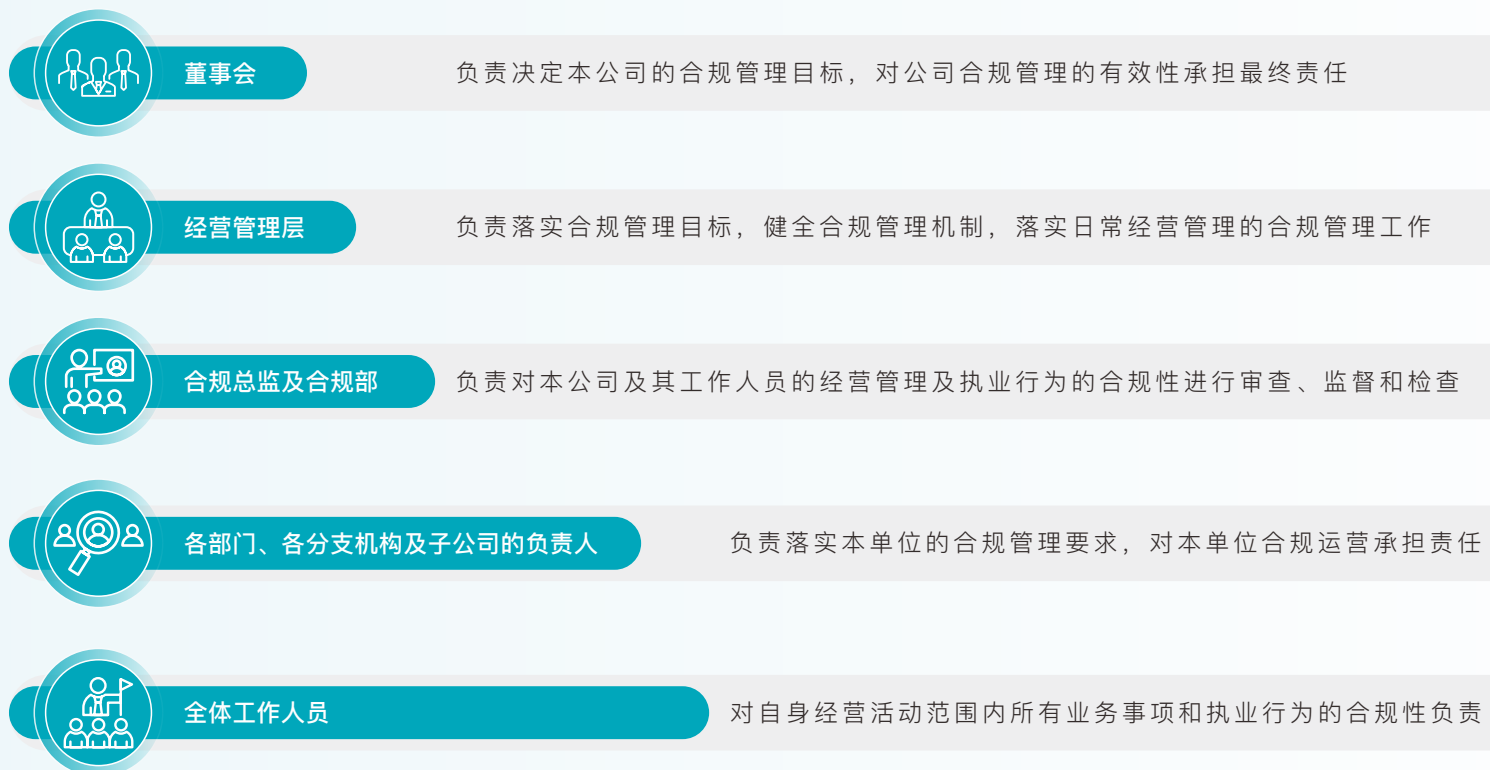 董事会
负责决定本公司的合规管理目标，对公司合规管理的有效性承担最终责任
经营管理层
负责落实合规管理目标，健全合规管理机制，落实日常经营管理的合规管理工作
合规总监及合规部
负责对本公司及其工作人员的经营管理及执业行为的合规性进行审查、监督和检查
各部门、各分支机构及子公司的负责人
负责落实本单位的合规管理要求，对本单位合规运营承担责任
全体工作人员
对自身经营活动范围内所有业务事项和执业行为的合规性负责